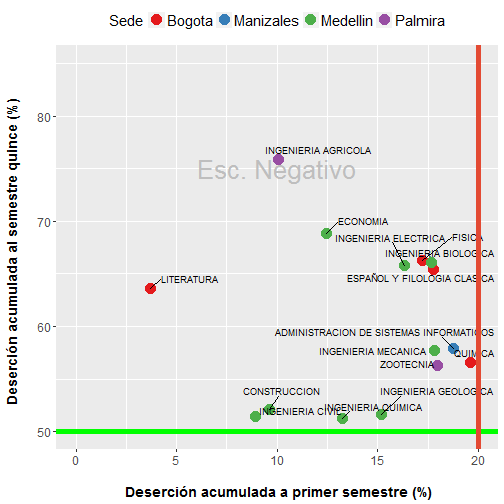 Sede Bogota Manizales Medellin Palmira
Deserción acumulada al semestre quince (%)
80
70
60
50
Esc. Negativo
INGENIERIA AGRICOLA
ECONOMIA
INGENIERIA ELECTRICA
FISICA
INGENIERIA BIOLOGICA
ESPAÑOL Y FILOLOGIA CLASICA
LITERATURA
ADMINISTRACION DE SISTEMAS INFORMATICOS
INGENIERIA MECANICA
QUIMICA
ZOOTECNIA
CONSTRUCCION
INGENIERIA GEOLOGICA
INGENIERIA CIVIL
INGENIERIA QUIMICA
0 5 10 15 20
Deserción acumulada a primer semestre (%)